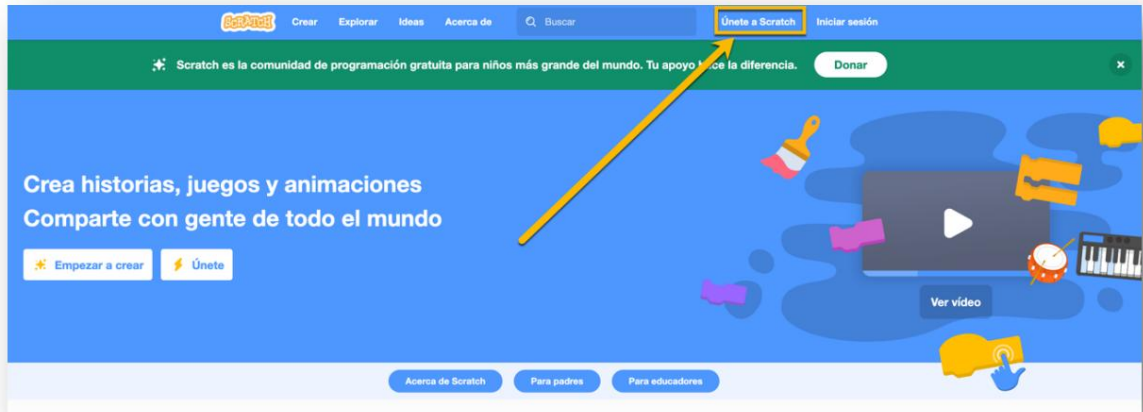 SCRATCH Crear Explorar Ideas Acerca de Buscar Únete a Scratch Iniciar sesión
Scratch es la comunidad de programación gratuita para niños más grande del mundo. Tu apoyo hace la diferencia. Donar
Crea historias, juegos y animaciones
Comparte con gente de todo el mundo
Empezar a crear Únete
Ver vídeo
Acerca de Scratch Para padres Para educadores